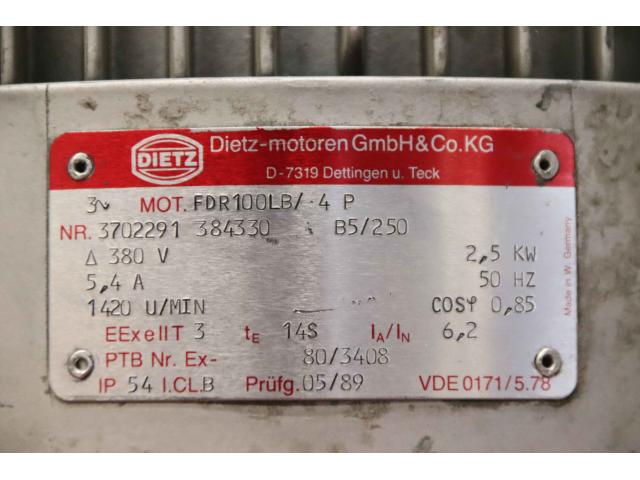 DIETZ Dietz-motoren GmbH & Co. KG
D-7319 Dettingen u. Teck
3~ MOT. FDR100LB/-4 P
NR. 3702291 384330 B5/250
Δ 380 V 2,5 KW
5,4 A 50 HZ
1420 U/MIN COSφ 0,85
EEx e II T 3 tE 14S IA/IN 6,2
PTB Nr. Ex- 80/3408
IP 54 I.CL.B Prüfg. 05/89 VDE 0171/5.78
Made in W. Germany